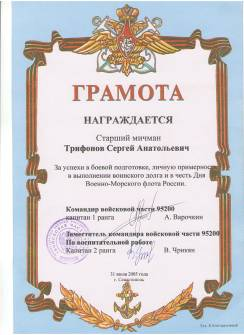 ГРАМОТА
НАГРАЖДАЕТСЯ
Старший мичман
Трифонов Сергей Анатольевич
За успехи в боевой подготовке, личную примерность
в выполнении воинского долга и в честь Дня
Военно-Морского флота России.
Командир войсковой части 95200
капитан 1 ранга А. Варочкин
Заместитель командира войсковой части 95200
По воспитательной работе
Капитан 2 ранга В. Чрикин
31 июля 2005 года
г. Севастополь